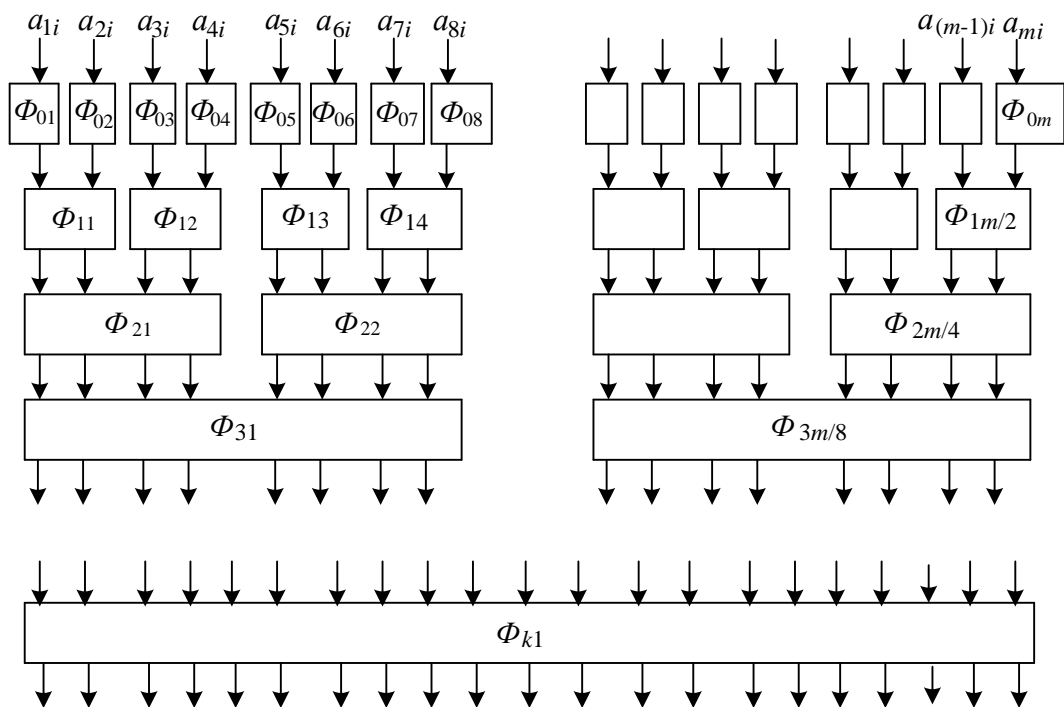 a1i a2i a3i a4i a5i a6i a7i a8i a(m-1)i ami
Φ01 Φ02 Φ03 Φ04 Φ05 Φ06 Φ07 Φ08 Φ0m
Φ11 Φ12 Φ13 Φ14 Φ1m/2
Φ21 Φ22 Φ2m/4
Φ31 Φ3m/8
Φk1